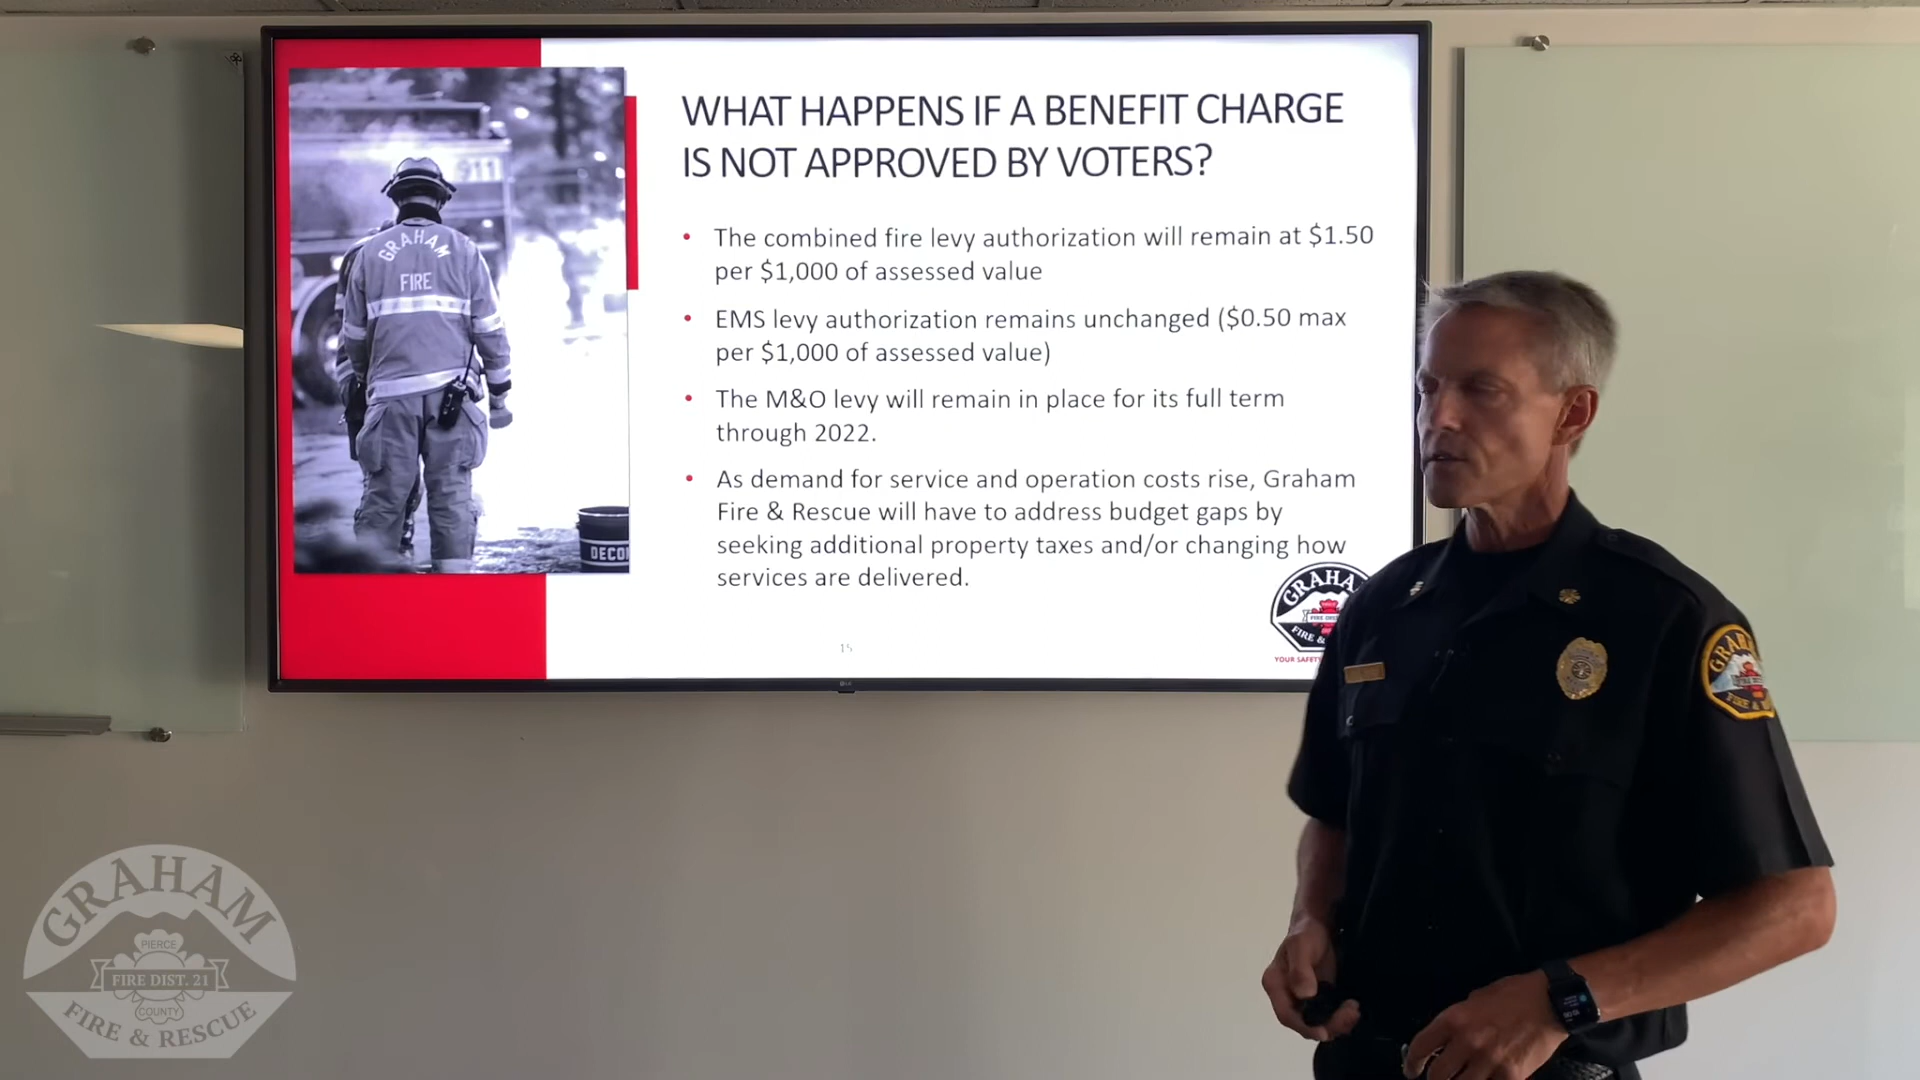 WHAT HAPPENS IF A BENEFIT CHARGE
IS NOT APPROVED BY VOTERS?
• The combined fire levy authorization will remain at $1.50
per $1,000 of assessed value
• EMS levy authorization remains unchanged ($0.50 max
per $1,000 of assessed value)
• The M&O levy will remain in place for its full term
through 2022.
• As demand for service and operation costs rise, Graham
Fire & Rescue will have to address budget gaps by
seeking additional property taxes and/or changing how
services are delivered.
15
911
GRAHAM
FIRE
DECO
GRAHA
FIRE &
YOUR SAFETY
GRAHA
FIRE &
GRAHAM
PIERCE
FIRE DIST. 21
COUNTY
FIRE & RESCUE